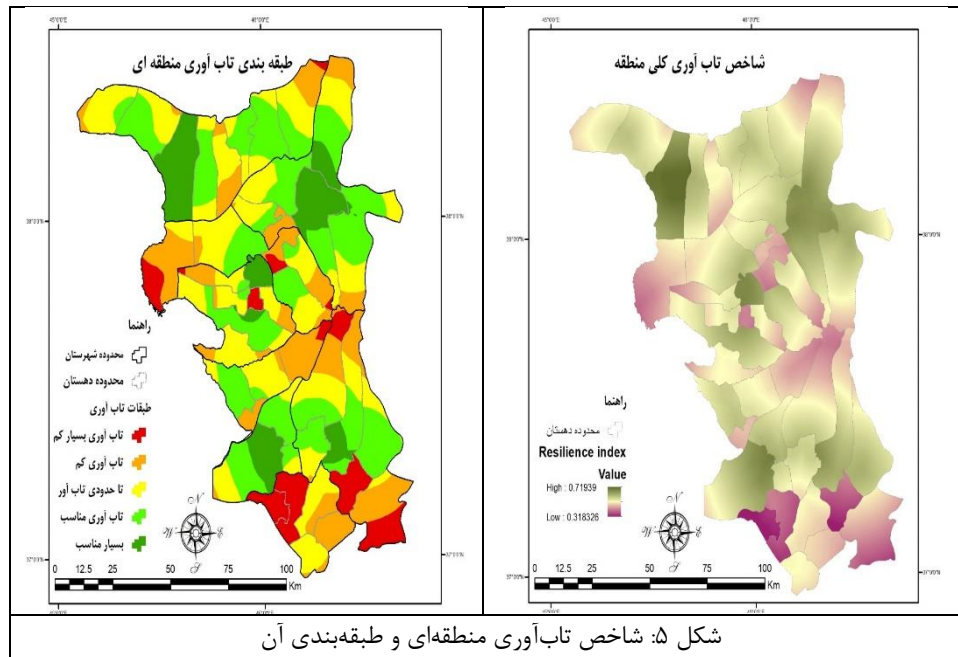 طبقه بندی تاب آوری منطقه ای
راهنما
محدوده شهرستان
محدوده دهستان
طبقات تاب آوری
تاب آوری بسیار کم
تاب آوری کم
تا حدودی تاب آور
تاب آوری مناسب
بسیار مناسب
N
W
E
S
0 12.5 25 50 75 100
Km
شاخص تاب آوری کلی منطقه
راهنما
محدوده دهستان
Resilience index
Value
High : 0.71939
Low : 0.318326
N
W
E
S
0 12.5 25 50 75 100
Km
شکل ۵: شاخص تاب‌آوری منطقه‌ای و طبقه‌بندی آن